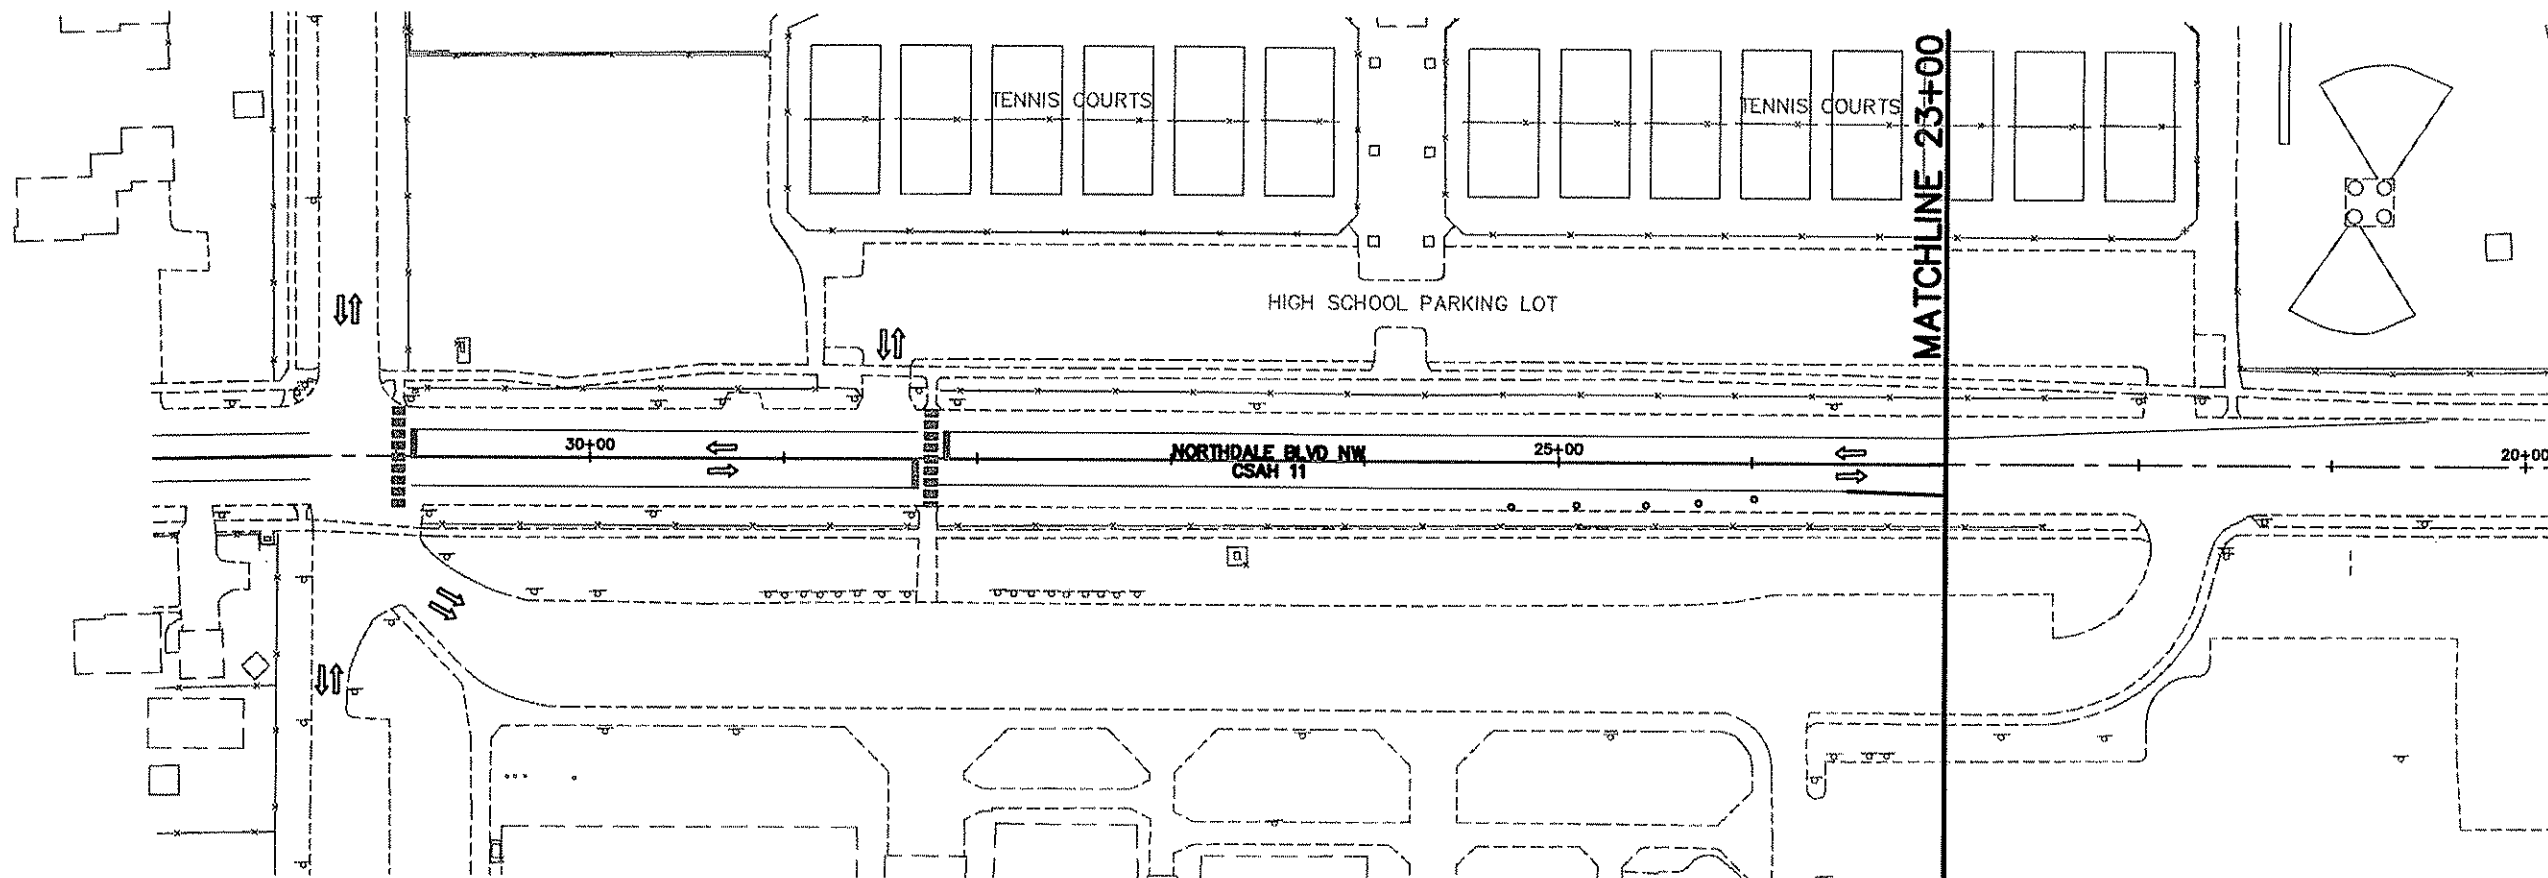 TENNIS COURTS
TENNIS COURTS
MATCHLINE 23+00
HIGH SCHOOL PARKING LOT
30+00
NORTHDALE BLVD NW
CSAH 11
25+00
20+00